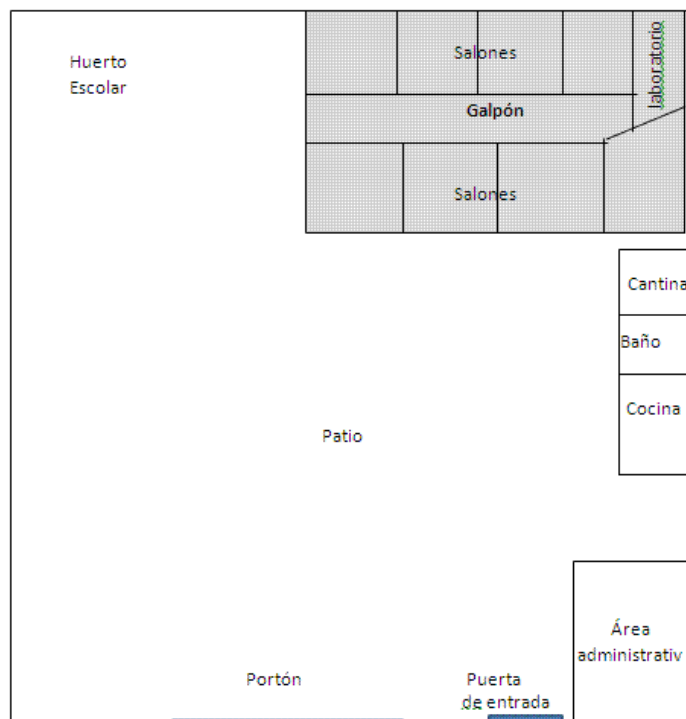 Huerto
Escolar
Salones
laboratorio
Galpón
Salones
Cantina
Baño
Cocina
Patio
Área
administrativ
Portón
Puerta
de entrada